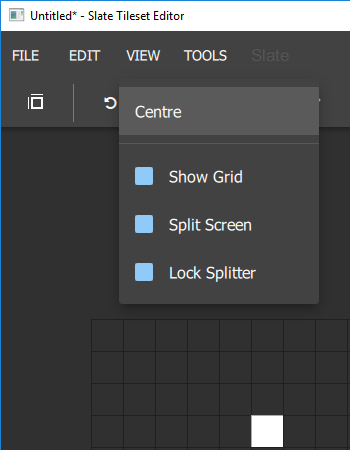 Untitled* - Slate Tileset Editor
FILE EDIT VIEW TOOLS Slate
Centre
Show Grid
Split Screen
Lock Splitter